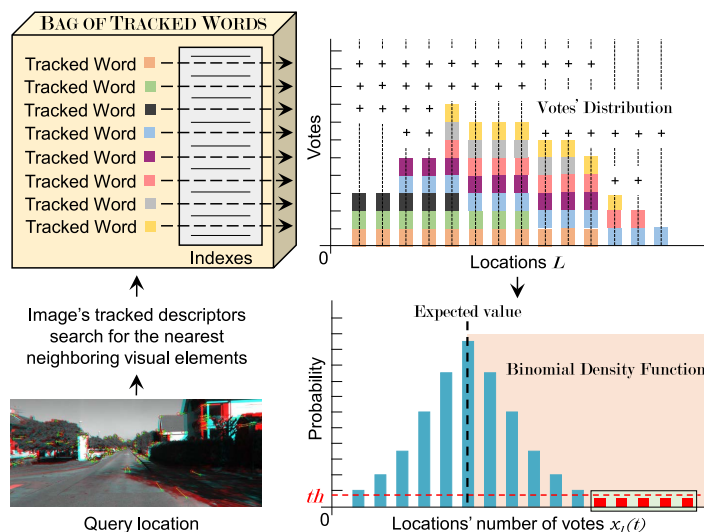 BAG OF TRACKED WORDS
Tracked Word
Tracked Word
Tracked Word
Tracked Word
Tracked Word
Tracked Word
Tracked Word
Tracked Word
Indexes
Image's tracked descriptors
search for the nearest
neighboring visual elements
Query location
Votes
Votes' Distribution
0
Locations L
Expected value
Binomial Density Function
Probability
th
0
Locations' number of votes xₗ(t)